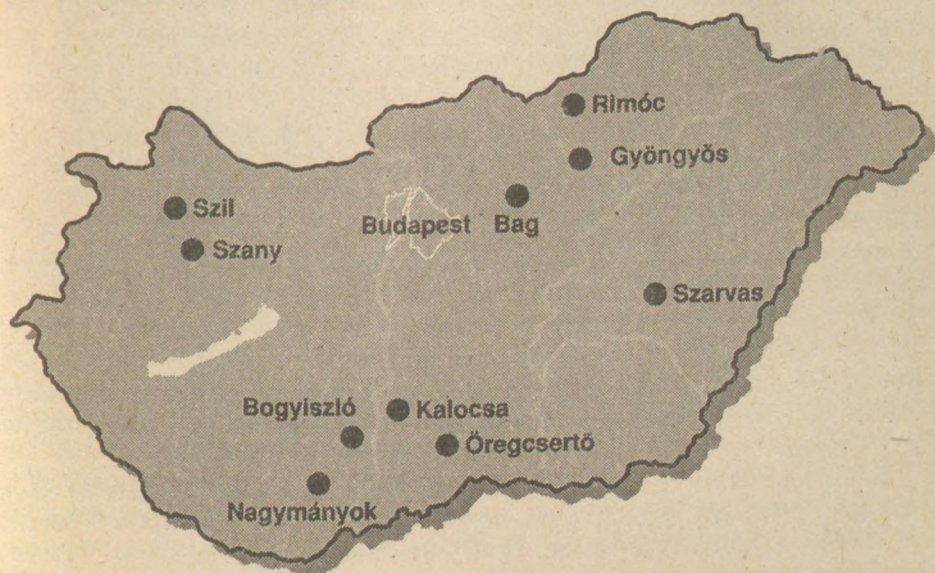 Rimóc
Gyöngyös
Szil
Budapest
Bag
Szany
Szarvas
Bogyiszló
Kalocsa
Öregcsertő
Nagymányok